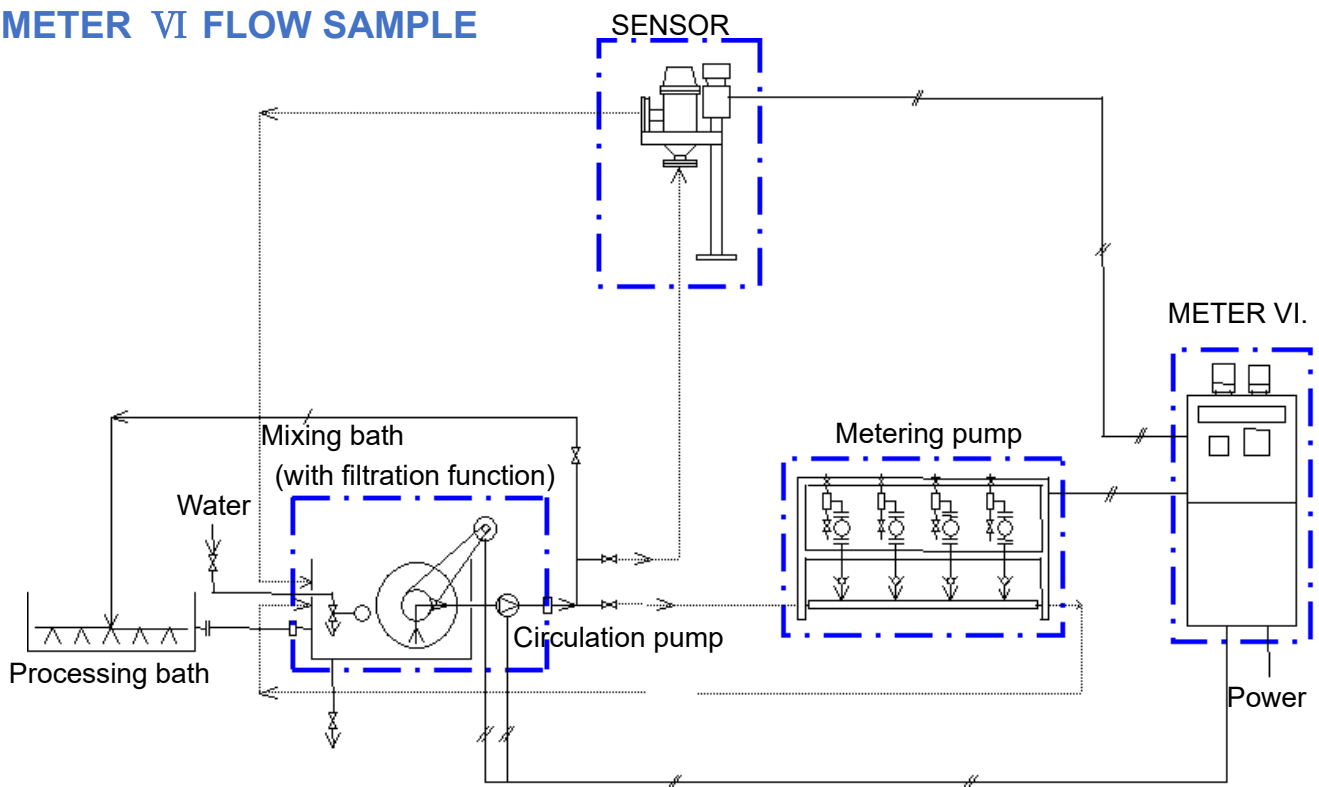 METER Ⅵ FLOW SAMPLE
SENSOR
METER VI.
Mixing bath
(with filtration function)
Metering pump
Water
Circulation pump
Processing bath
Power